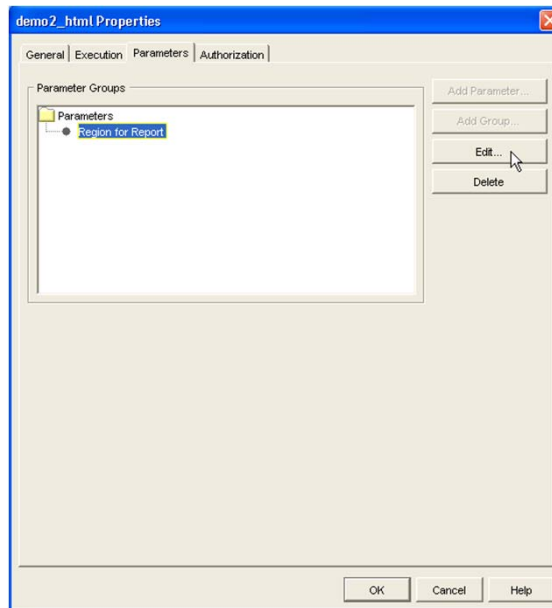 demo2_html Properties
General Execution Parameters Authorization
Parameter Groups
Parameters
Region for Report
Add Parameter...
Add Group...
Edit...
Delete
OK Cancel Help